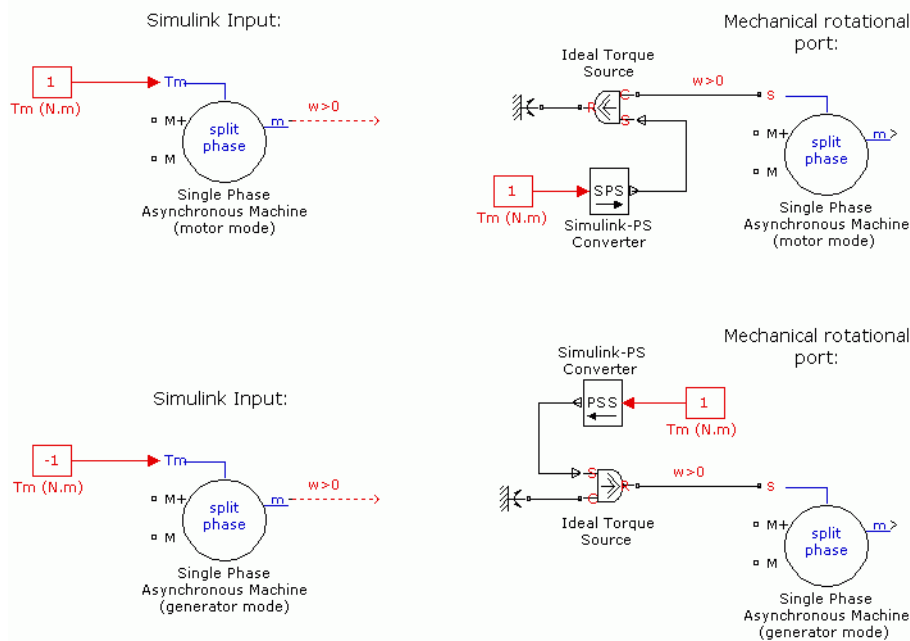 Simulink Input:
1
Tm (N.m)
Tm
M+
M
split
phase
m
w>0
Single Phase
Asynchronous Machine
(motor mode)
Mechanical rotational
port:
Ideal Torque
Source
R
C
S
w>0
S
1
Tm (N.m)
SPS
Simulink-PS
Converter
M+
M
split
phase
m
Single Phase
Asynchronous Machine
(motor mode)
Simulink Input:
-1
Tm (N.m)
Tm
M+
M
split
phase
m
w>0
Single Phase
Asynchronous Machine
(generator mode)
Mechanical rotational
port:
Simulink-PS
Converter
PSS
1
Tm (N.m)
S
C
R
w>0
S
Ideal Torque
Source
M+
M
split
phase
m
Single Phase
Asynchronous Machine
(generator mode)